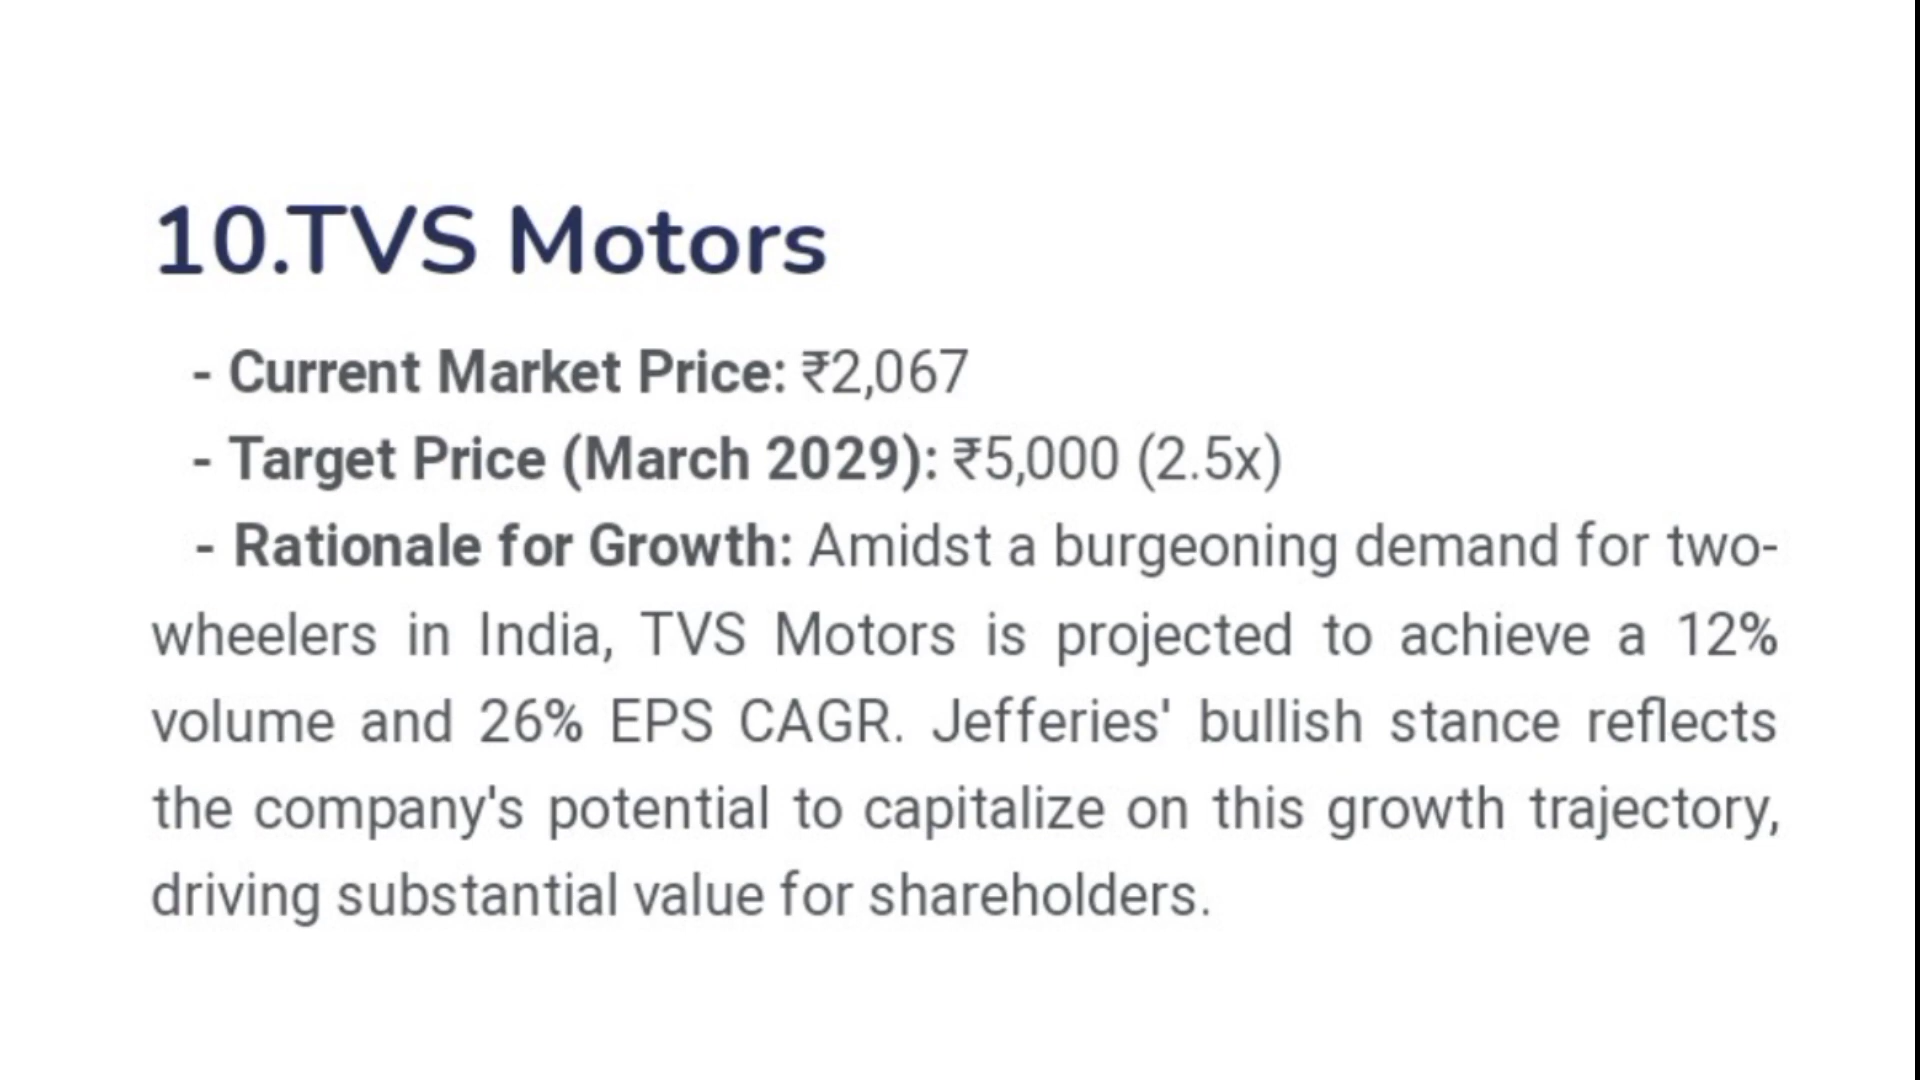 10.TVS Motors
- Current Market Price: ₹2,067
- Target Price (March 2029): ₹5,000 (2.5x)
- Rationale for Growth: Amidst a burgeoning demand for two-
wheelers in India, TVS Motors is projected to achieve a 12%
volume and 26% EPS CAGR. Jefferies' bullish stance reflects
the company's potential to capitalize on this growth trajectory,
driving substantial value for shareholders.